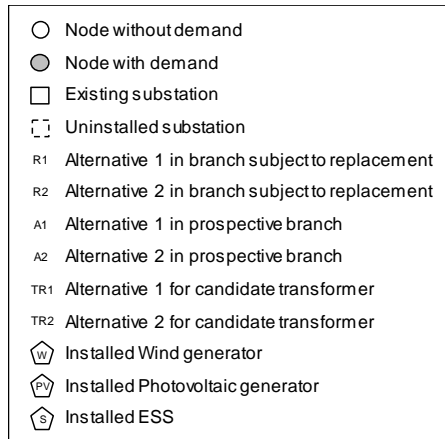 Node without demand
Node with demand
Existing substation
Uninstalled substation
R1 Alternative 1 in branch subject to replacement
R2 Alternative 2 in branch subject to replacement
A1 Alternative 1 in prospective branch
A2 Alternative 2 in prospective branch
TR1 Alternative 1 for candidate transformer
TR2 Alternative 2 for candidate transformer
W Installed Wind generator
PV Installed Photovoltaic generator
S Installed ESS